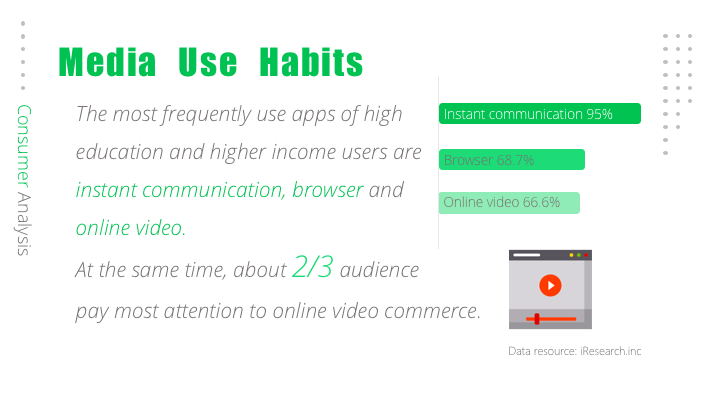 Media Use Habits
Consumer Analysis
The most frequently use apps of high
education and higher income users are
instant communication, browser and
online video.
At the same time, about 2/3 audience
pay most attention to online video commerce.
Instant communication 95%
Browser 68.7%
Online video 66.6%
Data resource: iResearch.inc